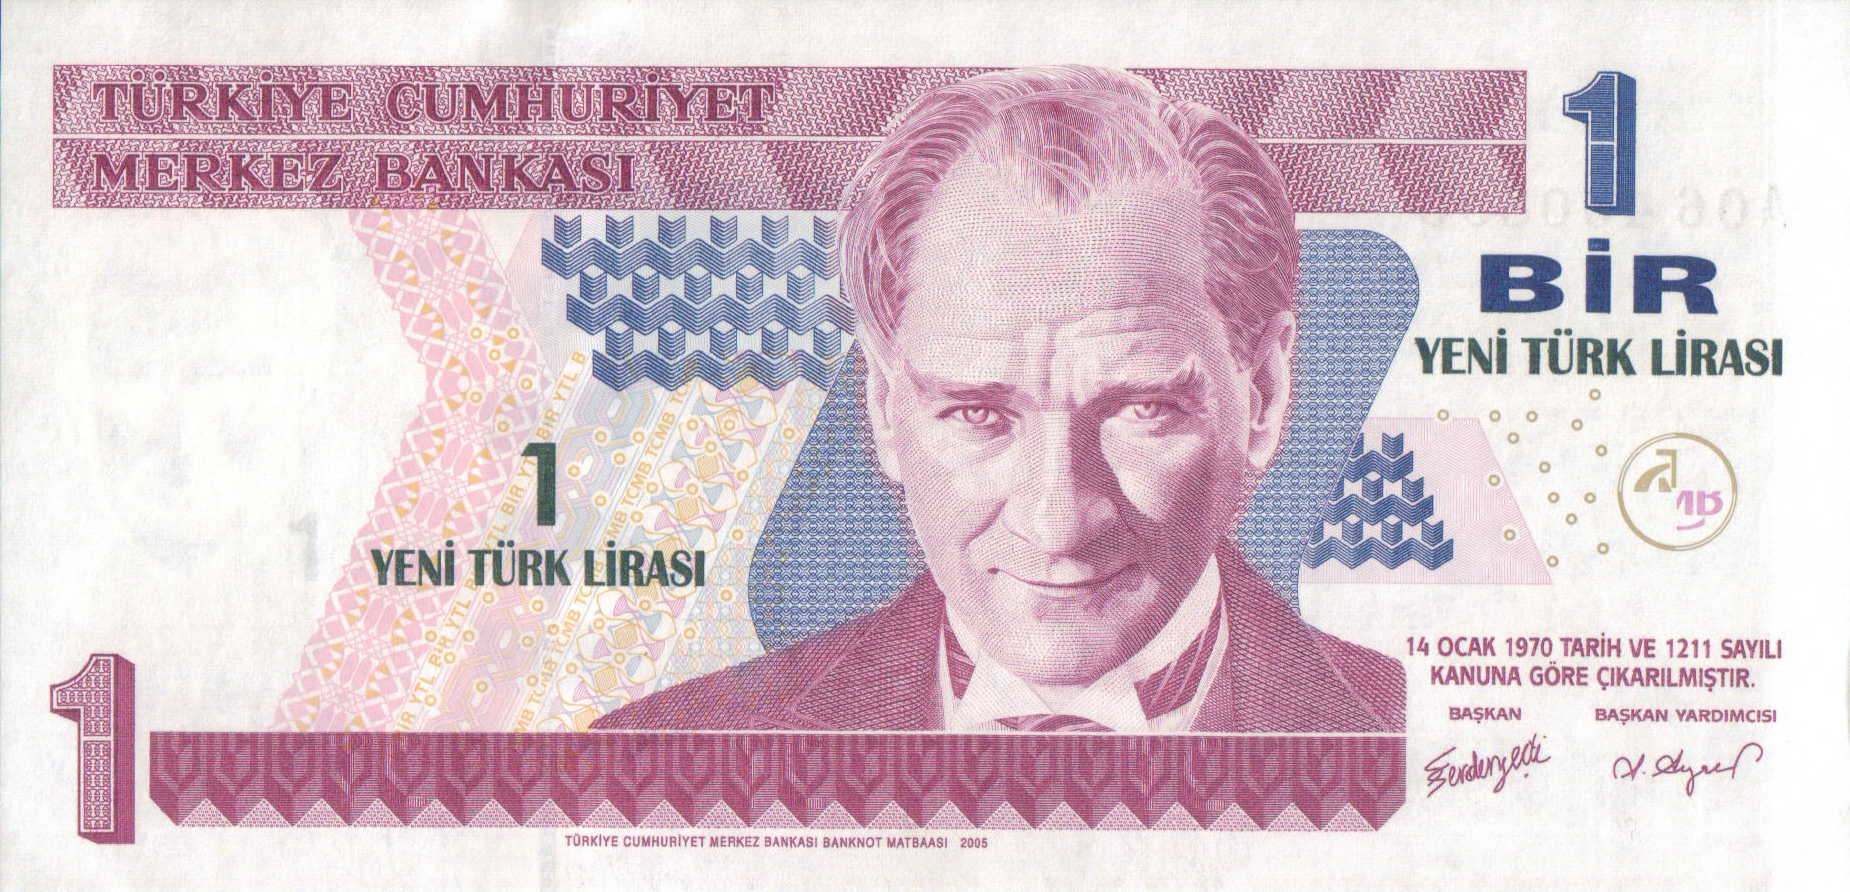 TÜRKİYE CUMHURİYET
MERKEZ BANKASI
1
BİR
YENİ TÜRK LİRASI
1
YENİ TÜRK LİRASI
BİR YTL BİR YTL BİR YTL B
TCMB TCMB TCMB TCMB TC
14 OCAK 1970 TARİH VE 1211 SAYILI
KANUNA GÖRE ÇIKARILMIŞTIR.
BAŞKAN BAŞKAN YARDIMCISI
1
TÜRKİYE CUMHURİYET MERKEZ BANKASI BANKNOT MATBAASI 2005